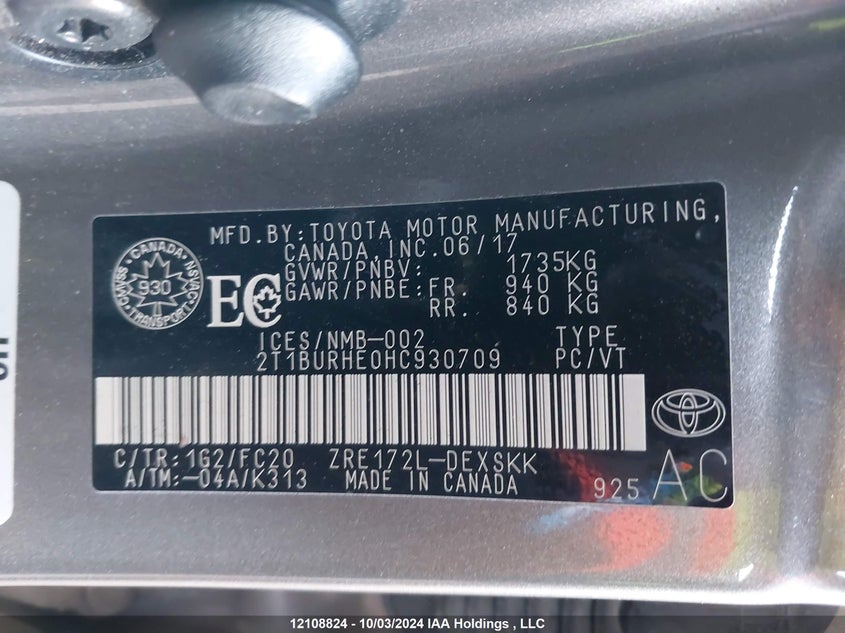 MFD.BY:TOYOTA MOTOR MANUFACTURING,
CANADA,INC.06/17
GVWR/PNBV: 1735KG
GAWR/PNBE:FR. 940 KG
RR. 840 KG
CANADA
930
TRANSPORT
EC
ICES/NMB-002 TYPE
2T1BURHE0HC930709 PC/VT
C/TR:1G2/FC20 ZRE172L-DEXSKK
A/TM:-04A/K313 MADE IN CANADA 925 AC
12108824 - 10/03/2024 IAA Holdings , LLC